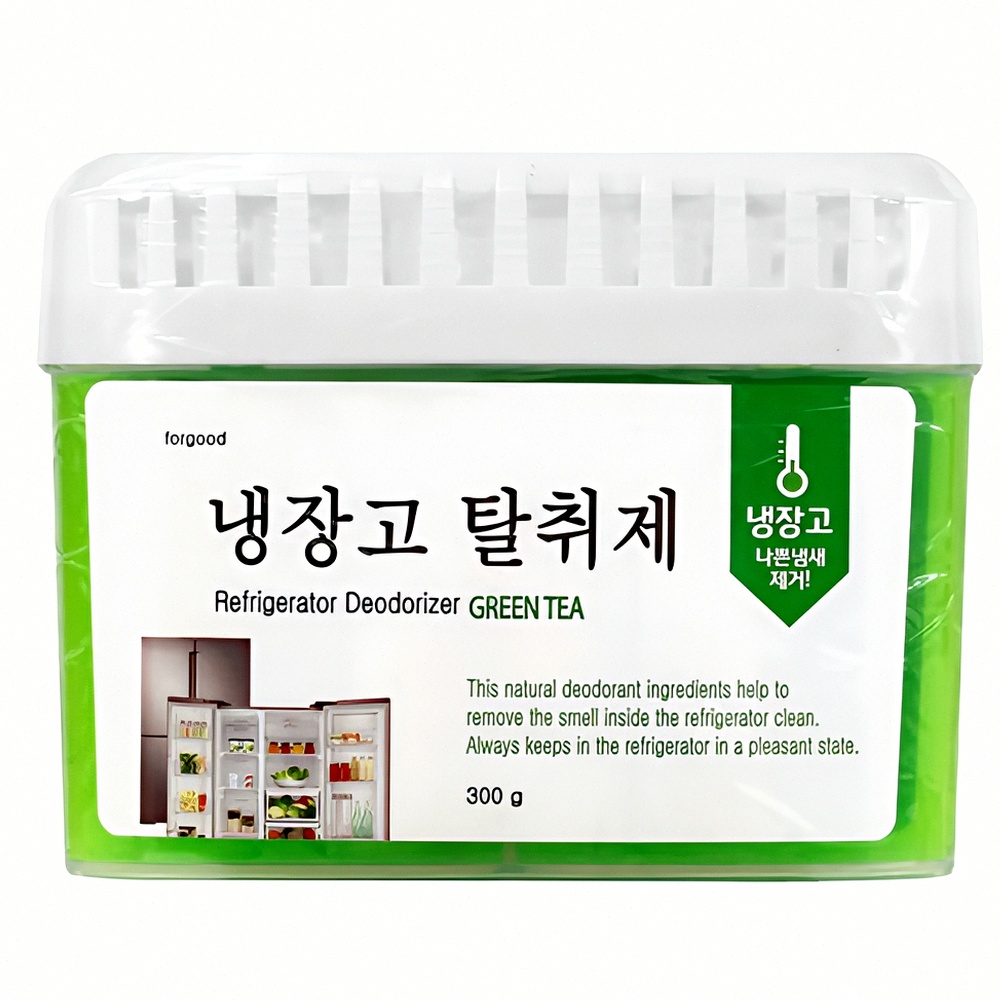 forgood
냉장고 탈취제
Refrigerator Deodorizer GREEN TEA
냉장고
나쁜냄새
제거!
This natural deodorant ingredients help to
remove the smell inside the refrigerator clean.
Always keeps in the refrigerator in a pleasant state.
300 g